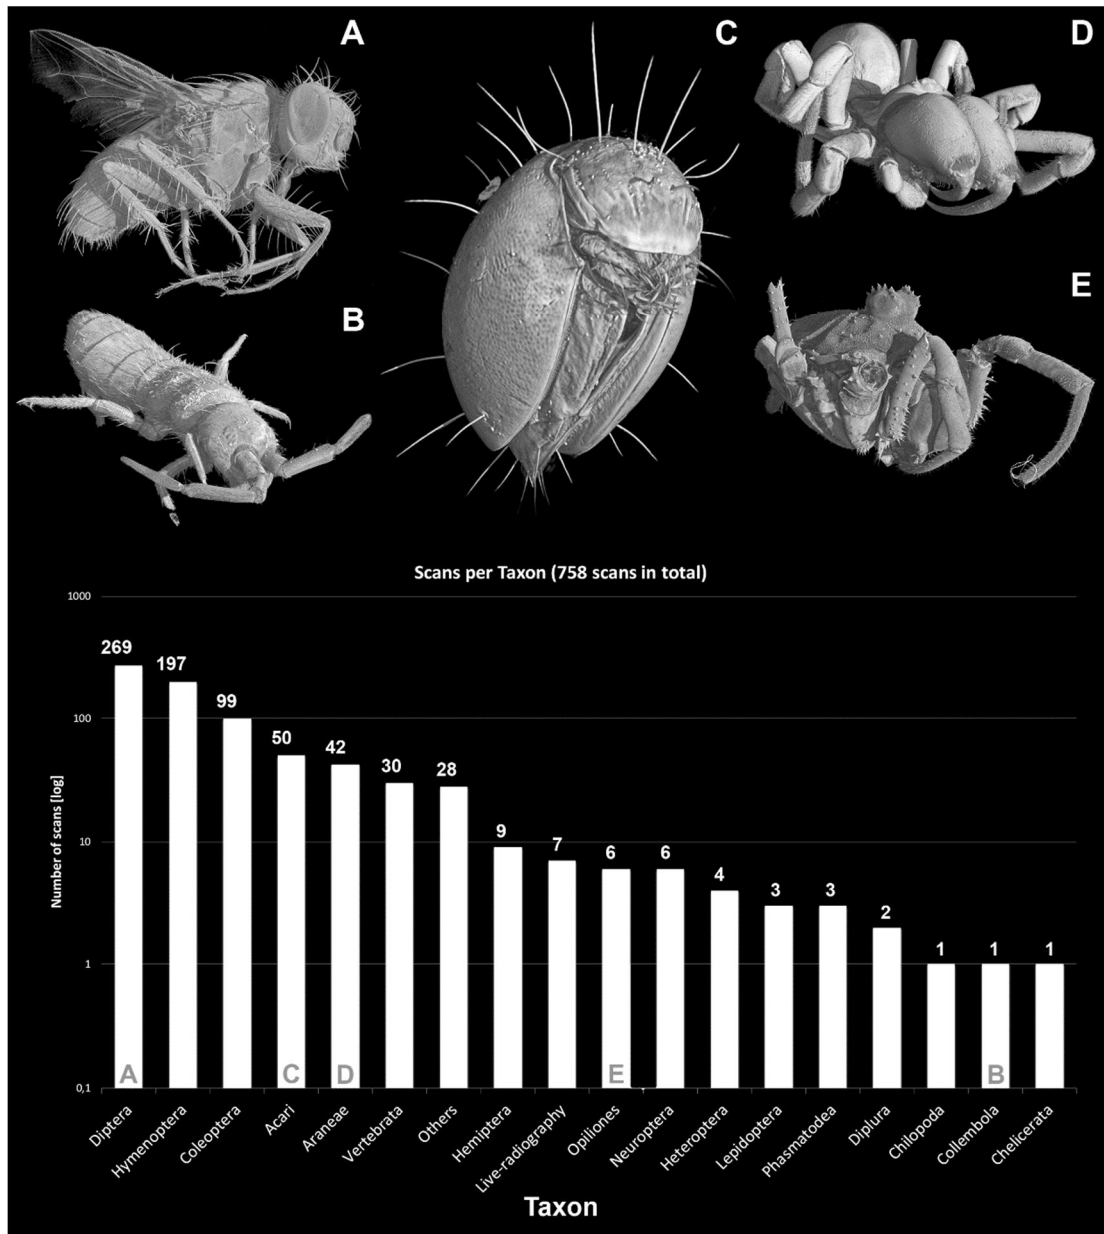 A
B
C
D
E
Scans per Taxon (758 scans in total)
Number of scans [log]
1000
100
10
1
0,1
269
197
99
50
42
30
28
9
7
6
6
4
3
3
2
1
1
1
A
C
D
E
B
Diptera
Hymenoptera
Coleoptera
Acari
Araneae
Vertebrata
Others
Hemiptera
Live-radiography
Opiliones
Neuroptera
Heteroptera
Lepidoptera
Phasmatodea
Diplura
Chilopoda
Collembola
Chelicerata
Taxon